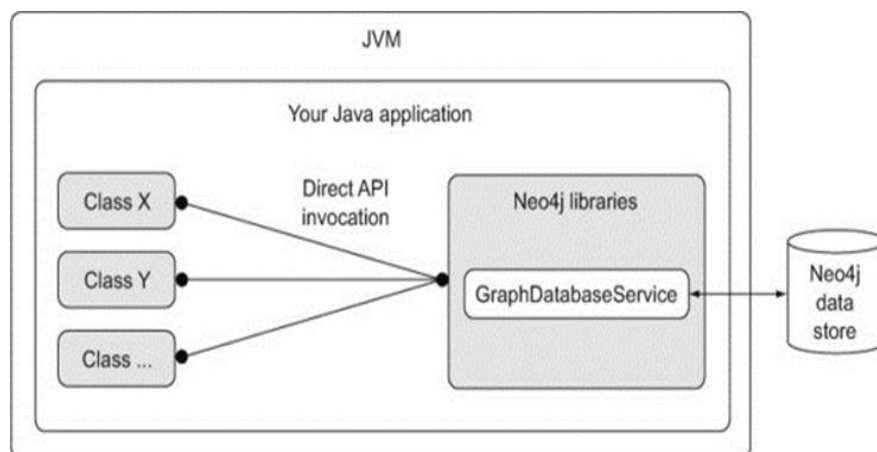 JVM
Your Java application
Class X
Class Y
Class ...
Direct API
invocation
Neo4j libraries
GraphDatabaseService
Neo4j
data
store